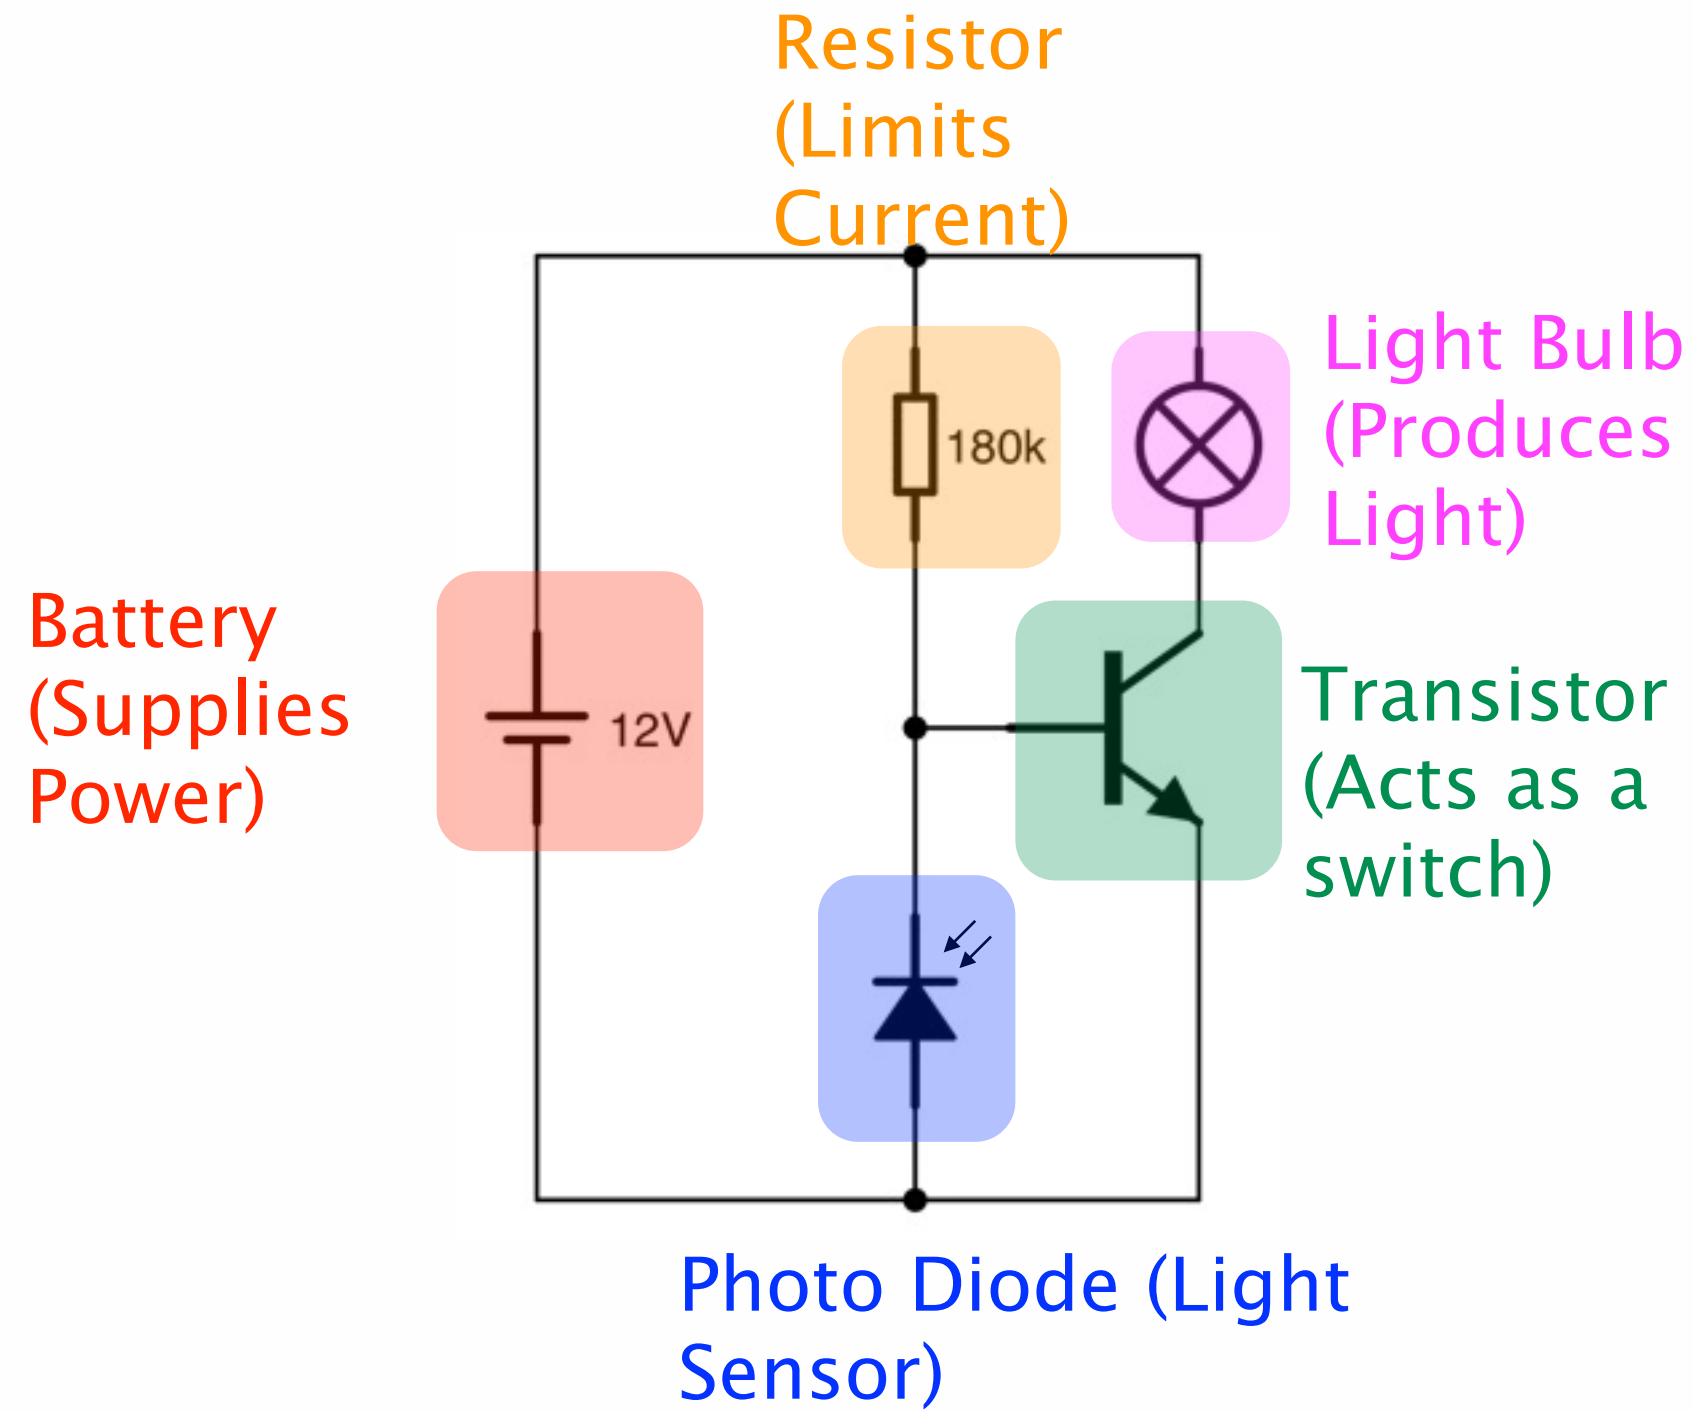 Resistor
(Limits
Current)
180k
Light Bulb
(Produces
Light)
Battery
(Supplies
Power)
12V
Transistor
(Acts as a
switch)
Photo Diode (Light
Sensor)